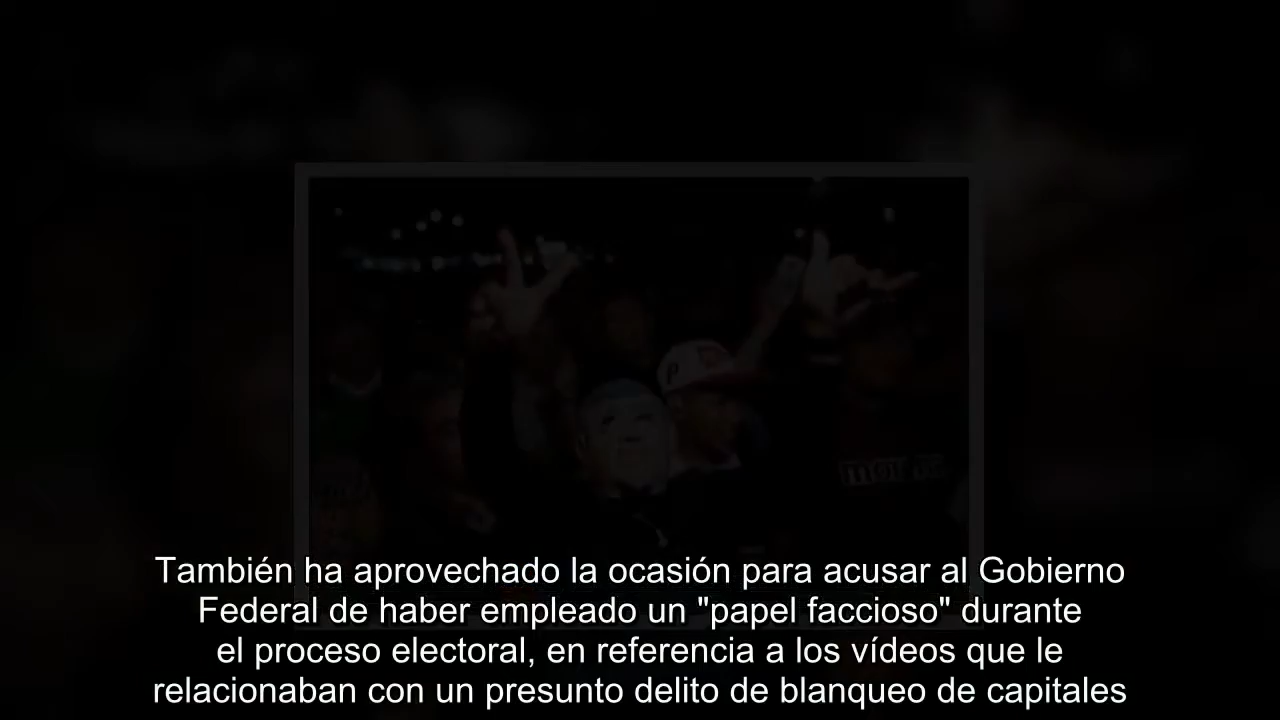 También ha aprovechado la ocasión para acusar al Gobierno
Federal de haber empleado un "papel faccioso" durante
el proceso electoral, en referencia a los vídeos que le
relacionaban con un presunto delito de blanqueo de capitales